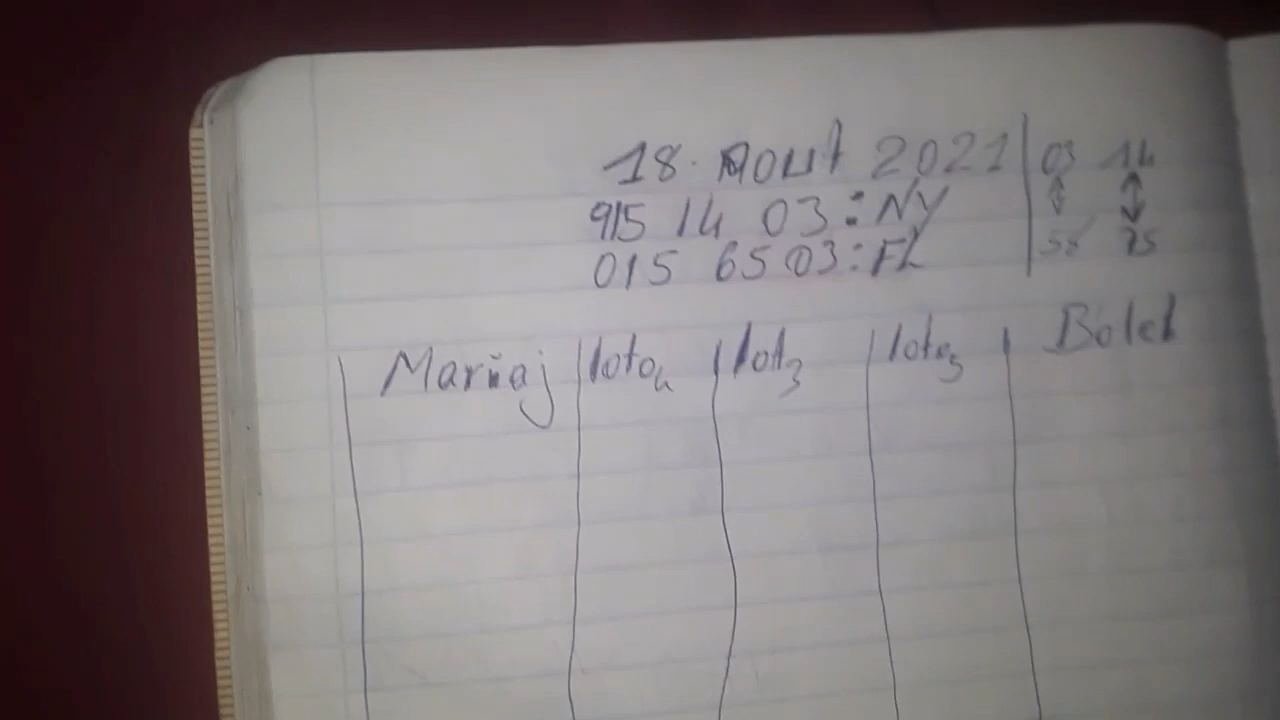 18. Aout 2021 | 03 14
915 14 03 : NY
015 65 03 : FL | 58 75
Mariaj | loto4 | lot3 | loto5 | Bolet